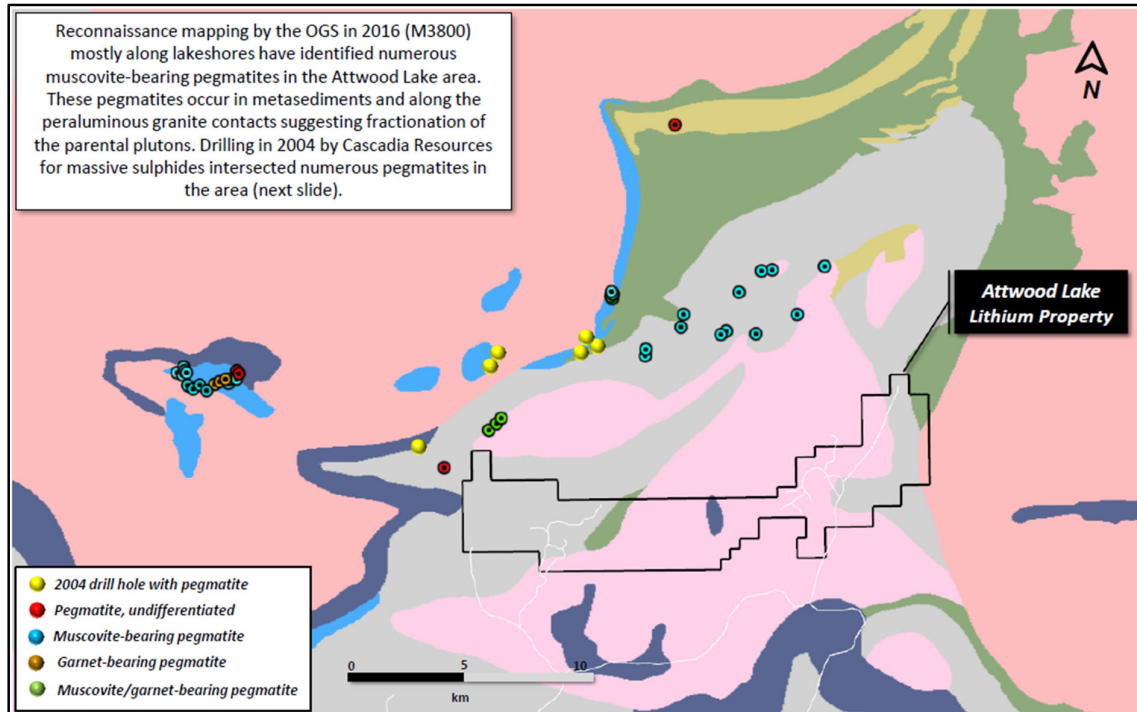 Reconnaissance mapping by the OGS in 2016 (M3800)
mostly along lakeshores have identified numerous
muscovite-bearing pegmatites in the Attwood Lake area.
These pegmatites occur in metasediments and along the
peraluminous granite contacts suggesting fractionation of
the parental plutons. Drilling in 2004 by Cascadia Resources
for massive sulphides intersected numerous pegmatites in
the area (next slide).
N
Attwood Lake
Lithium Property
2004 drill hole with pegmatite
Pegmatite, undifferentiated
Muscovite-bearing pegmatite
Garnet-bearing pegmatite
Muscovite/garnet-bearing pegmatite
0 5 10
km